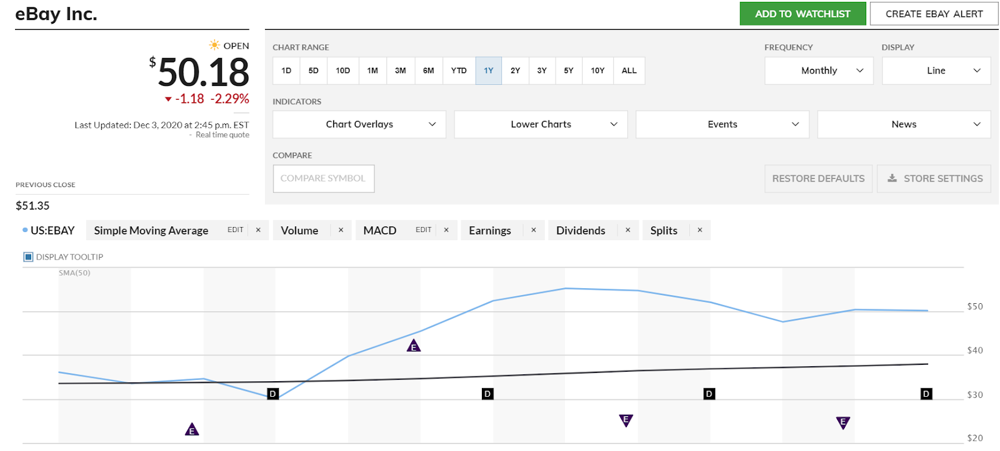 eBay Inc.
ADD TO WATCHLIST
CREATE EBAY ALERT
OPEN
$50.18
-1.18 -2.29%
Last Updated: Dec 3, 2020 at 2:45 p.m. EST
- Real time quote
PREVIOUS CLOSE
$51.35
CHART RANGE
1D 5D 10D 1M 3M 6M YTD 1Y 2Y 3Y 5Y 10Y ALL
FREQUENCY
Monthly
DISPLAY
Line
INDICATORS
Chart Overlays
Lower Charts
Events
News
COMPARE
COMPARE SYMBOL
RESTORE DEFAULTS
STORE SETTINGS
US:EBAY
Simple Moving Average EDIT ×
Volume ×
MACD EDIT ×
Earnings ×
Dividends ×
Splits ×
DISPLAY TOOLTIP
SMA(50)
$50
E
$40
D D D D
$30
E E
E
$20